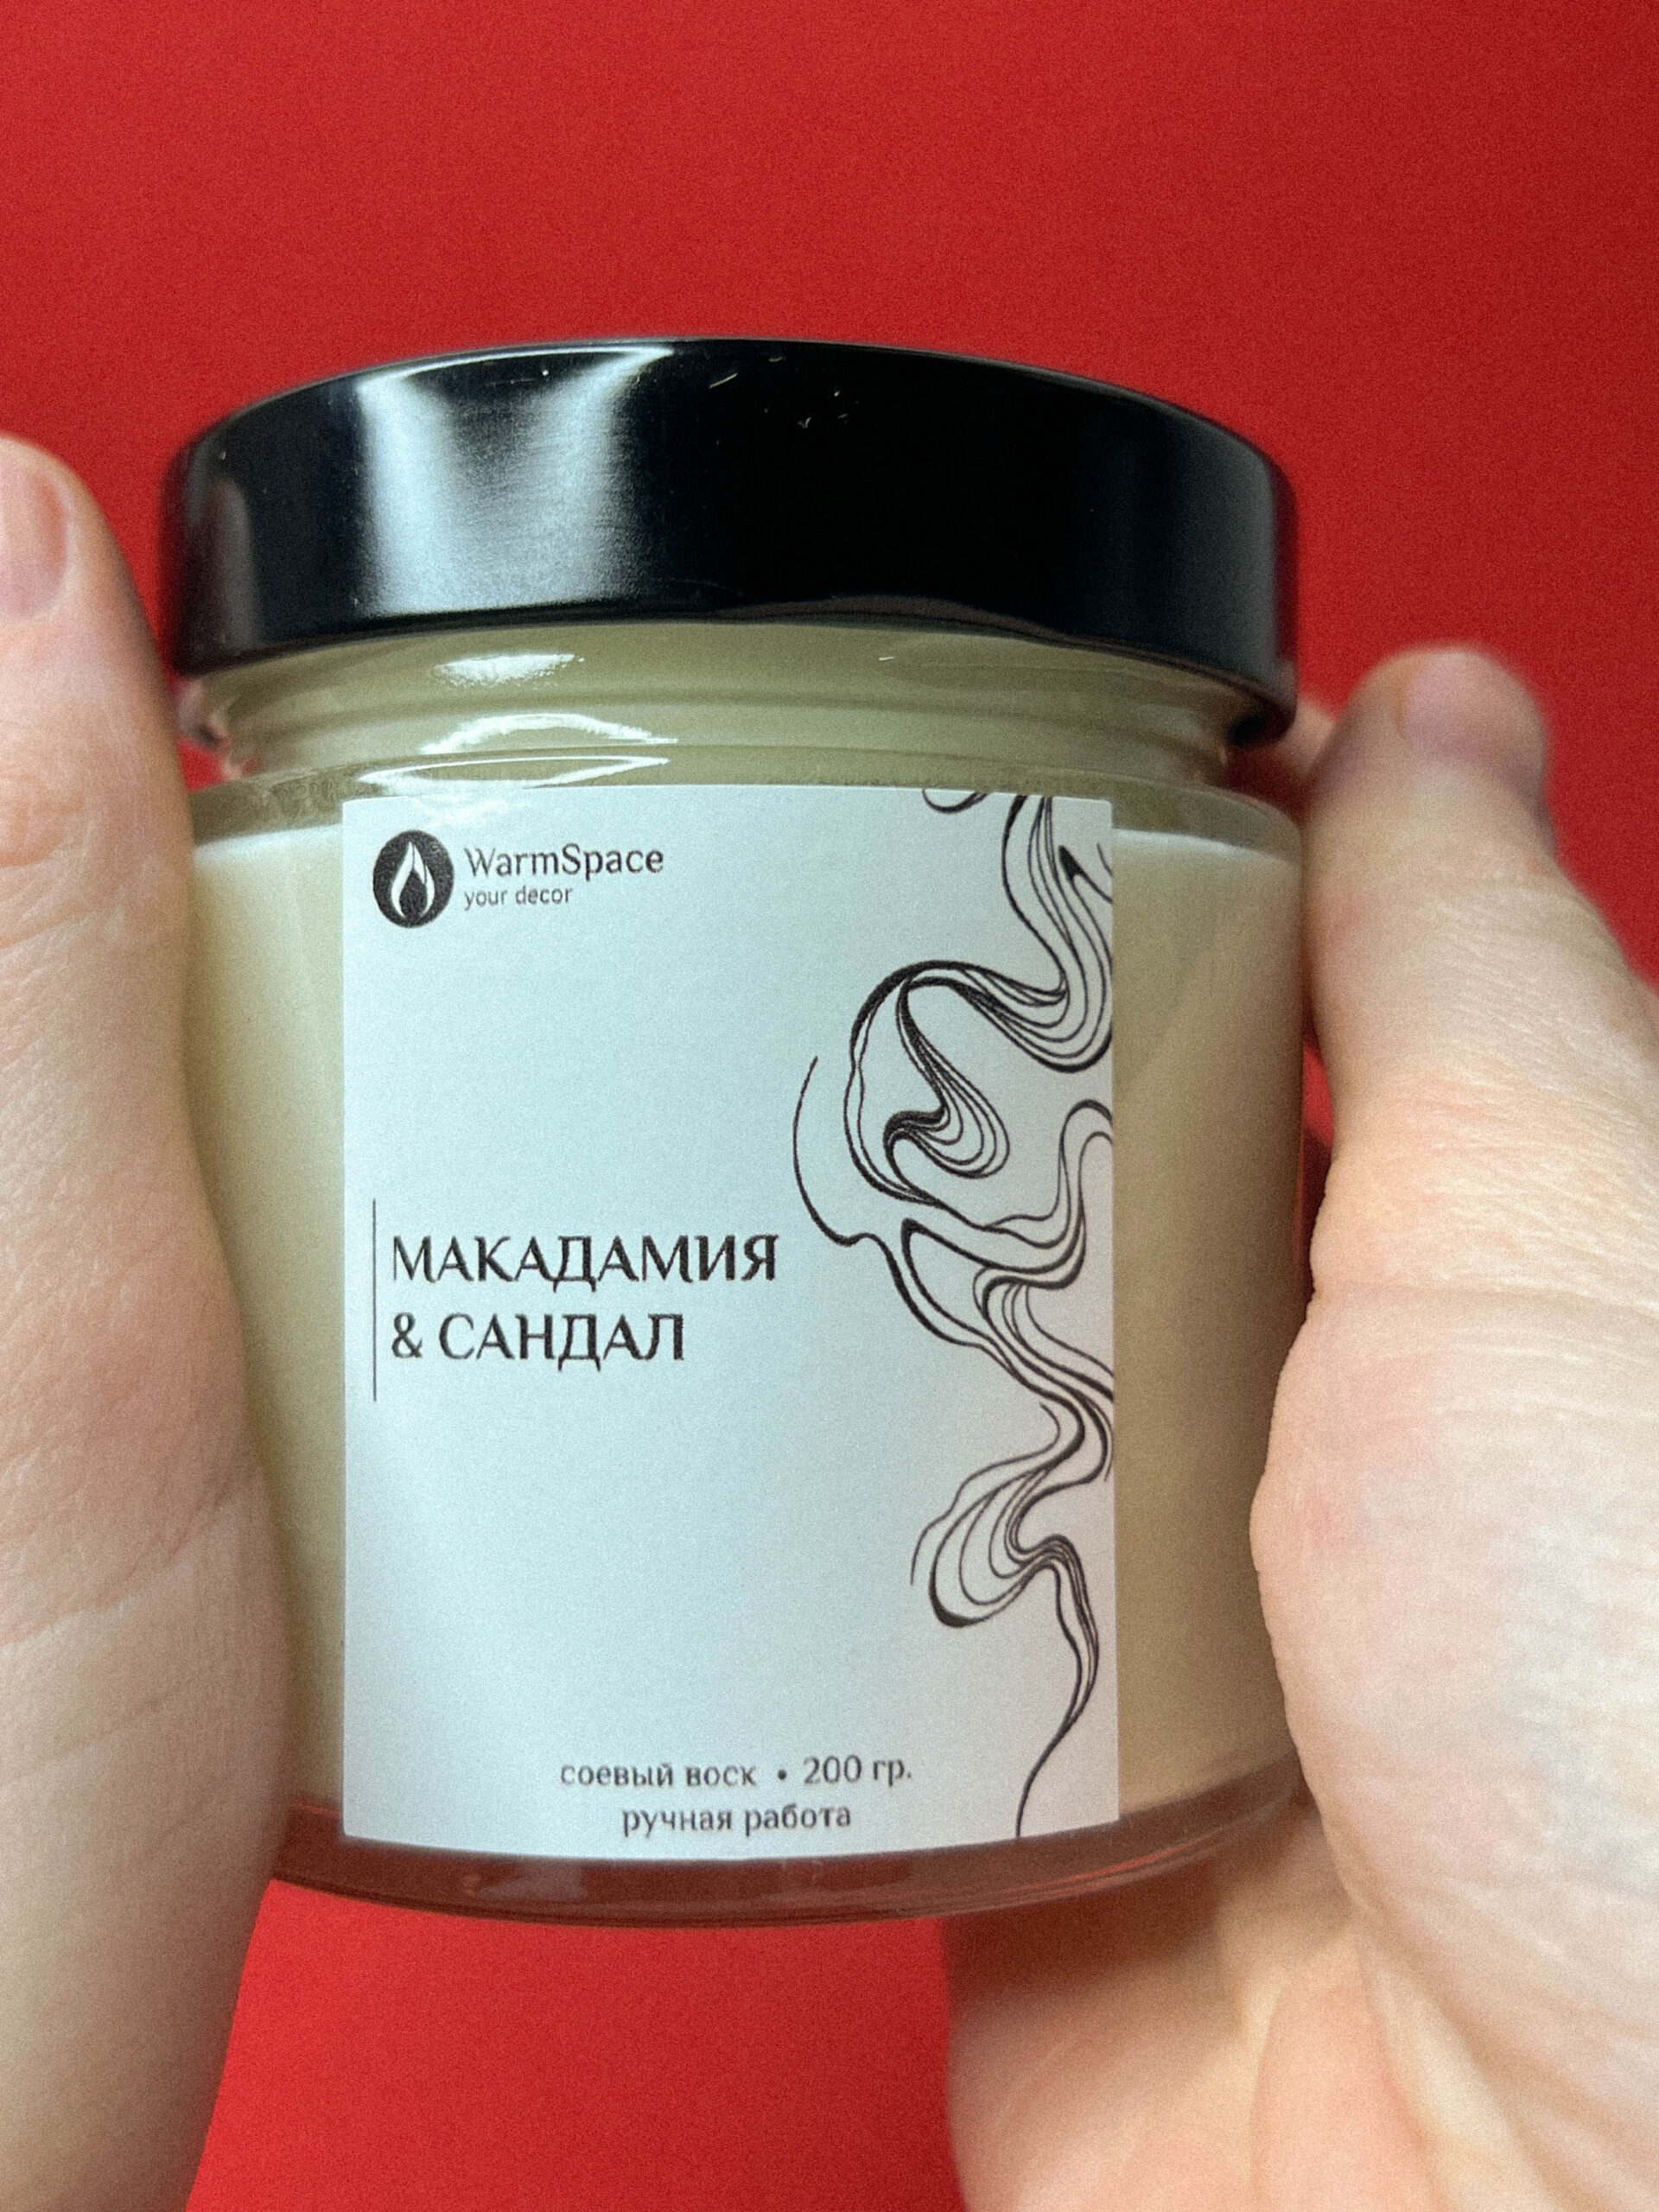 WarmSpace
your decor
МАКАДАМИЯ
& САНДАЛ
соевый воск • 200 гр.
ручная работа